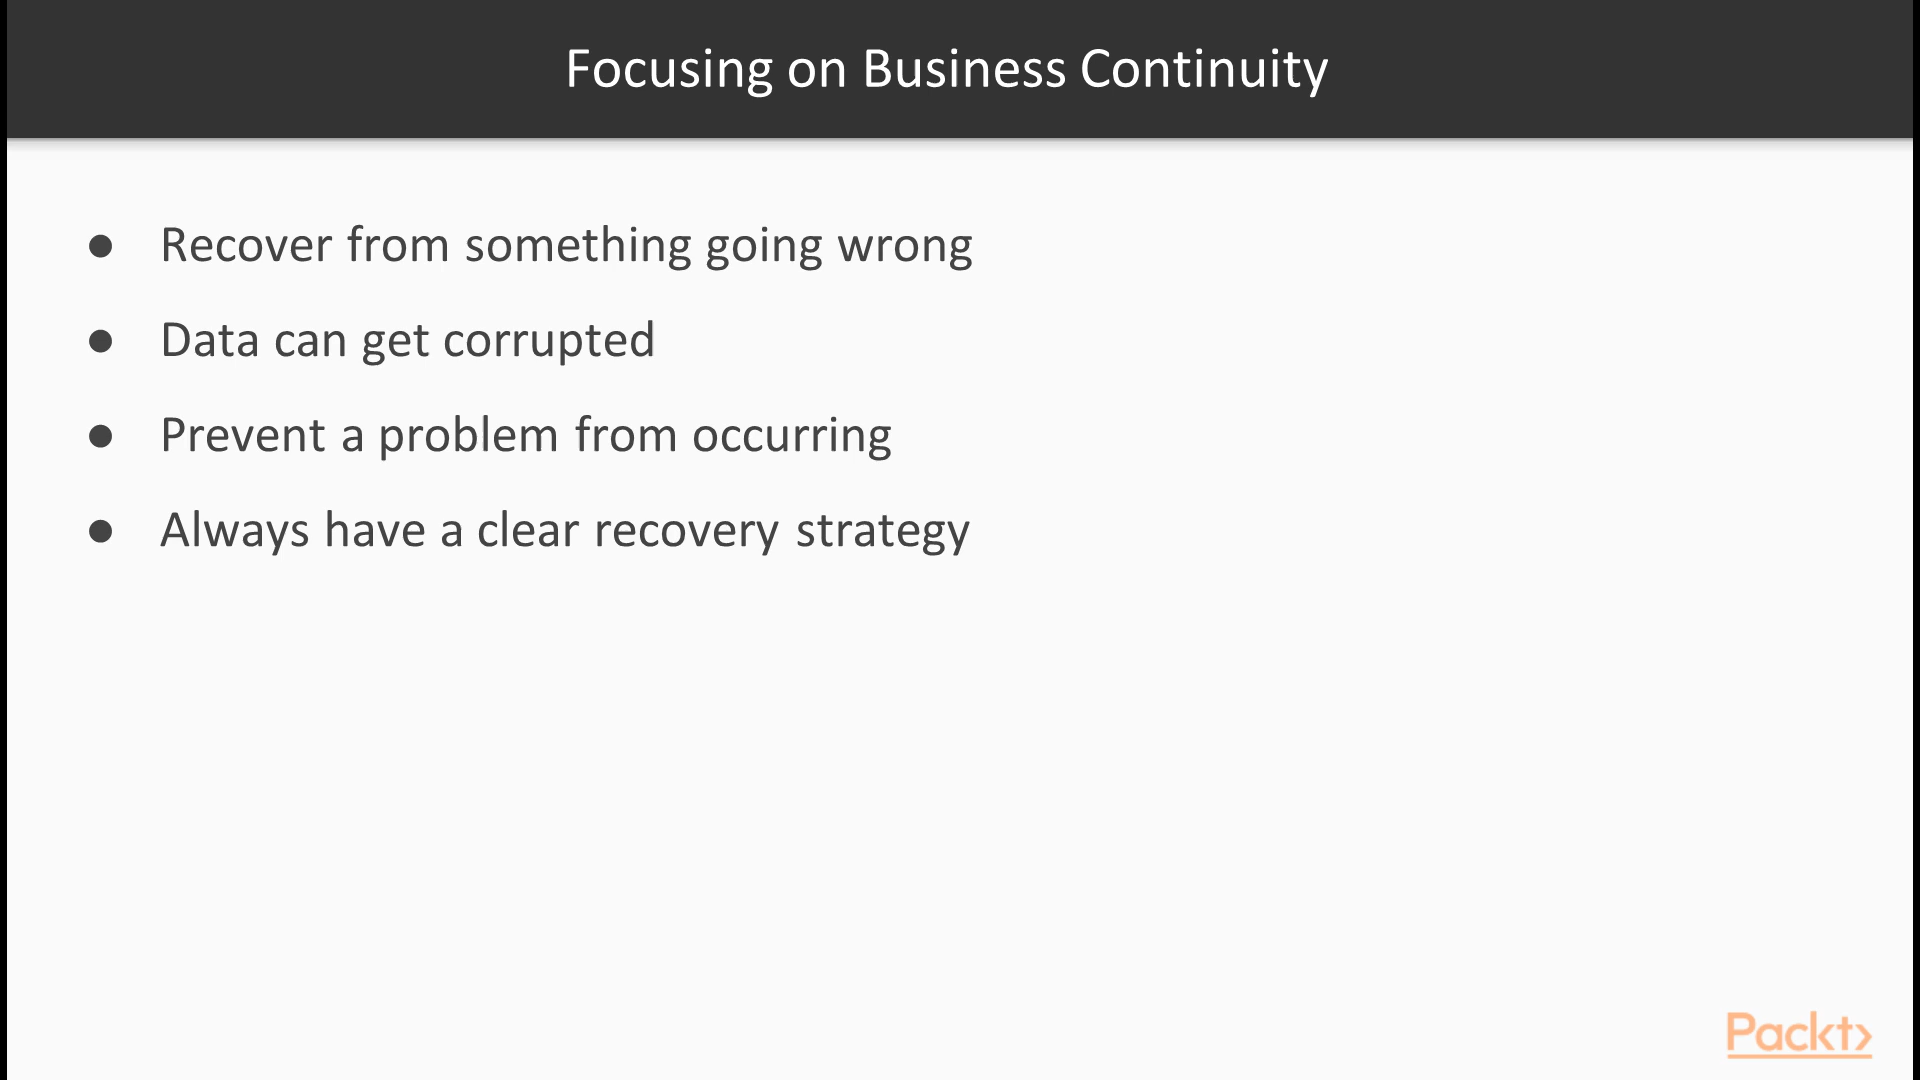 Focusing on Business Continuity
● Recover from something going wrong
● Data can get corrupted
● Prevent a problem from occurring
● Always have a clear recovery strategy
Packt>